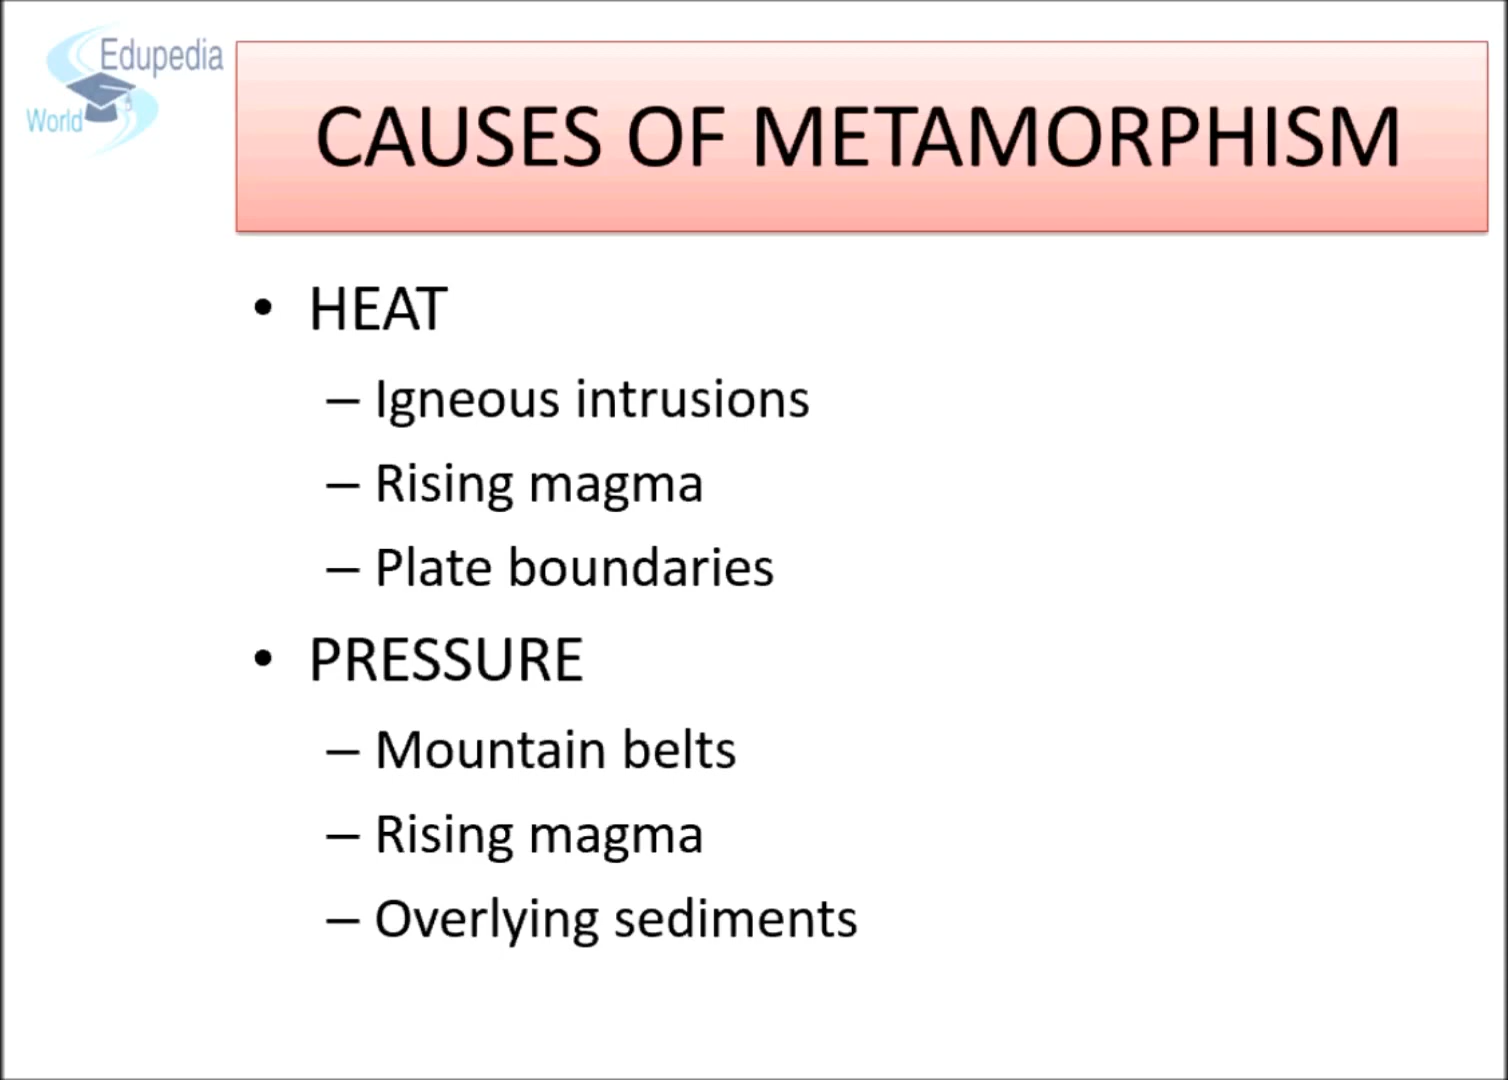 Edupedia
World
CAUSES OF METAMORPHISM
• HEAT
– Igneous intrusions
– Rising magma
– Plate boundaries
• PRESSURE
– Mountain belts
– Rising magma
– Overlying sediments